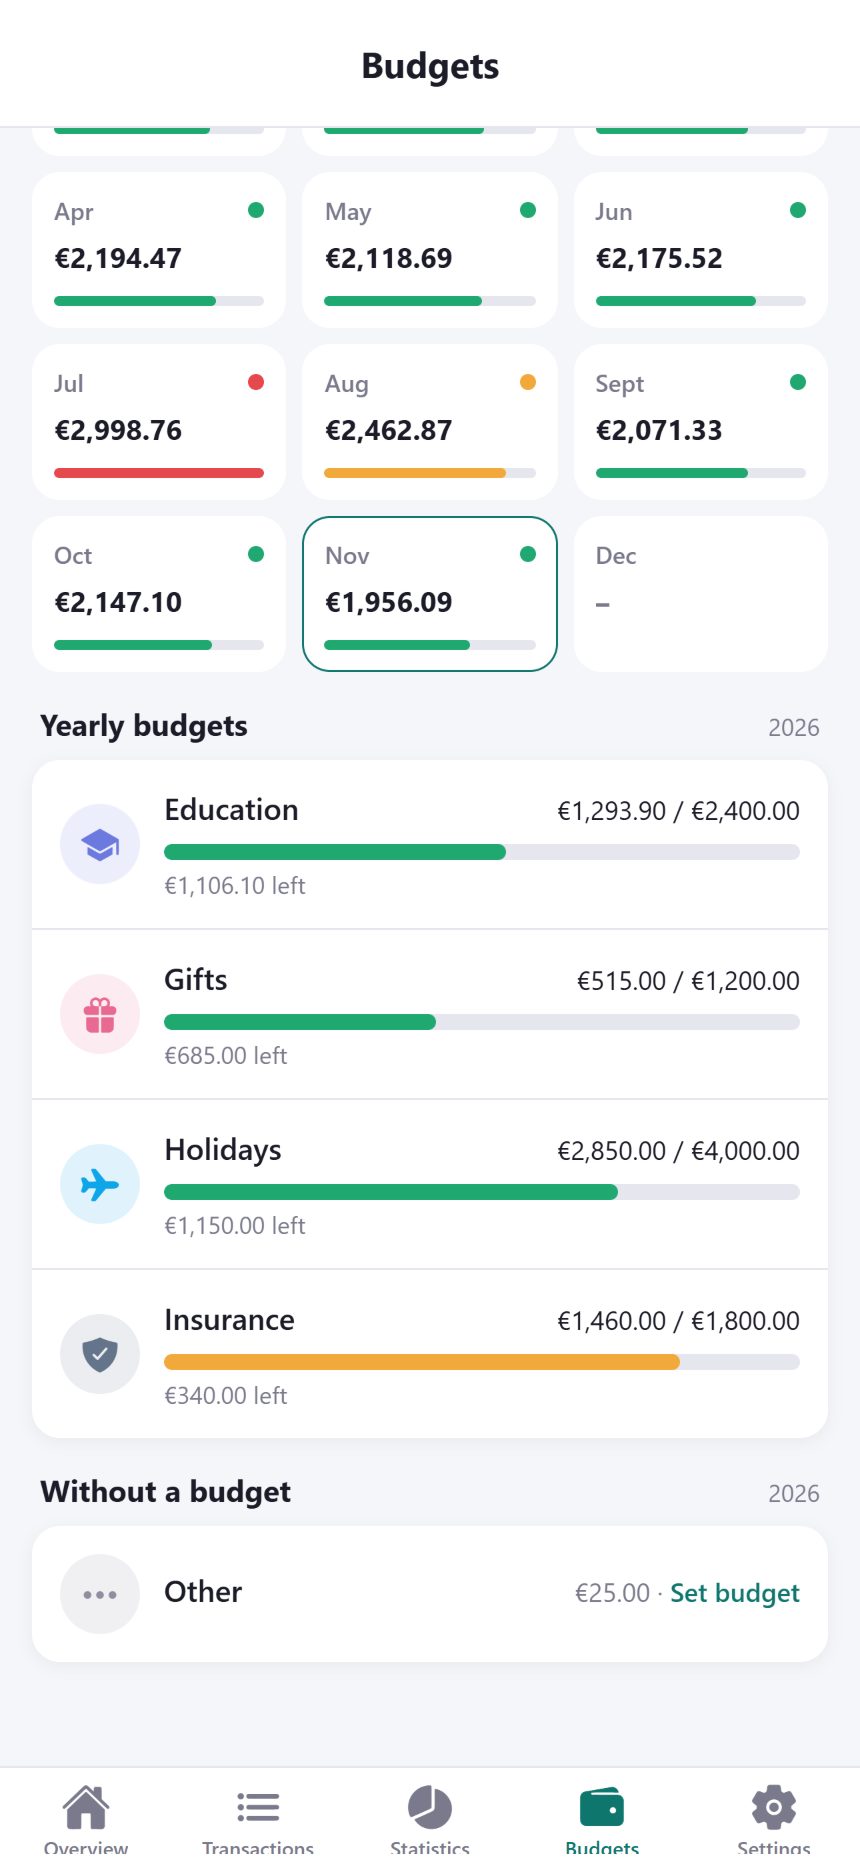 Budgets
Apr
May
Jun
€2,194.47
€2,118.69
€2,175.52
Jul
Aug
Sept
€2,998.76
€2,462.87
€2,071.33
Oct
Nov
Dec
€2,147.10
€1,956.09
–
Yearly budgets
2026
Education
€1,293.90 / €2,400.00
€1,106.10 left
Gifts
€515.00 / €1,200.00
€685.00 left
Holidays
€2,850.00 / €4,000.00
€1,150.00 left
Insurance
€1,460.00 / €1,800.00
€340.00 left
Without a budget
2026
Other
€25.00 · Set budget
Overview
Transactions
Statistics
Budgets
Settings